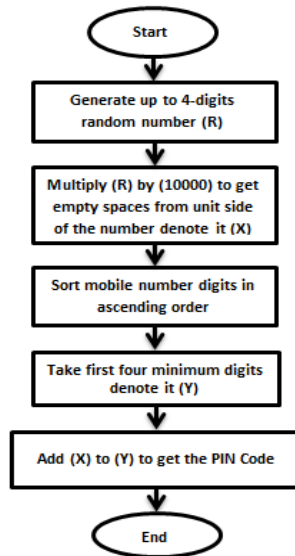 Start
Generate up to 4-digits
random number (R)
Multiply (R) by (10000) to get
empty spaces from unit side
of the number denote it (X)
Sort mobile number digits in
ascending order
Take first four minimum digits
denote it (Y)
Add (X) to (Y) to get the PIN Code
End